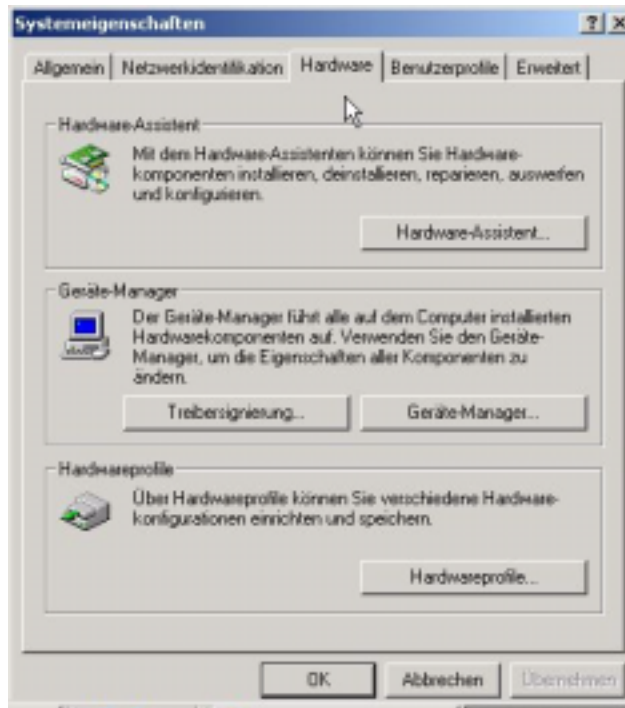 Systemeigenschaften
Allgemein
Netzwerkidentifikation
Hardware
Benutzerprofile
Erweitert
Hardware-Assistent
Mit dem Hardware-Assistenten können Sie Hardware-
komponenten installieren, deinstallieren, reparieren, auswerfen
und konfigurieren.
Hardware-Assistent...
Geräte-Manager
Der Geräte-Manager führt alle auf dem Computer installierten
Hardwarekomponenten auf. Verwenden Sie den Geräte-
Manager, um die Eigenschaften aller Komponenten zu
ändern.
Treibersignierung...
Geräte-Manager...
Hardwareprofile
Über Hardwareprofile können Sie verschiedene Hardware-
konfigurationen einrichten und speichern.
Hardwareprofile...
OK
Abbrechen
Übernehmen